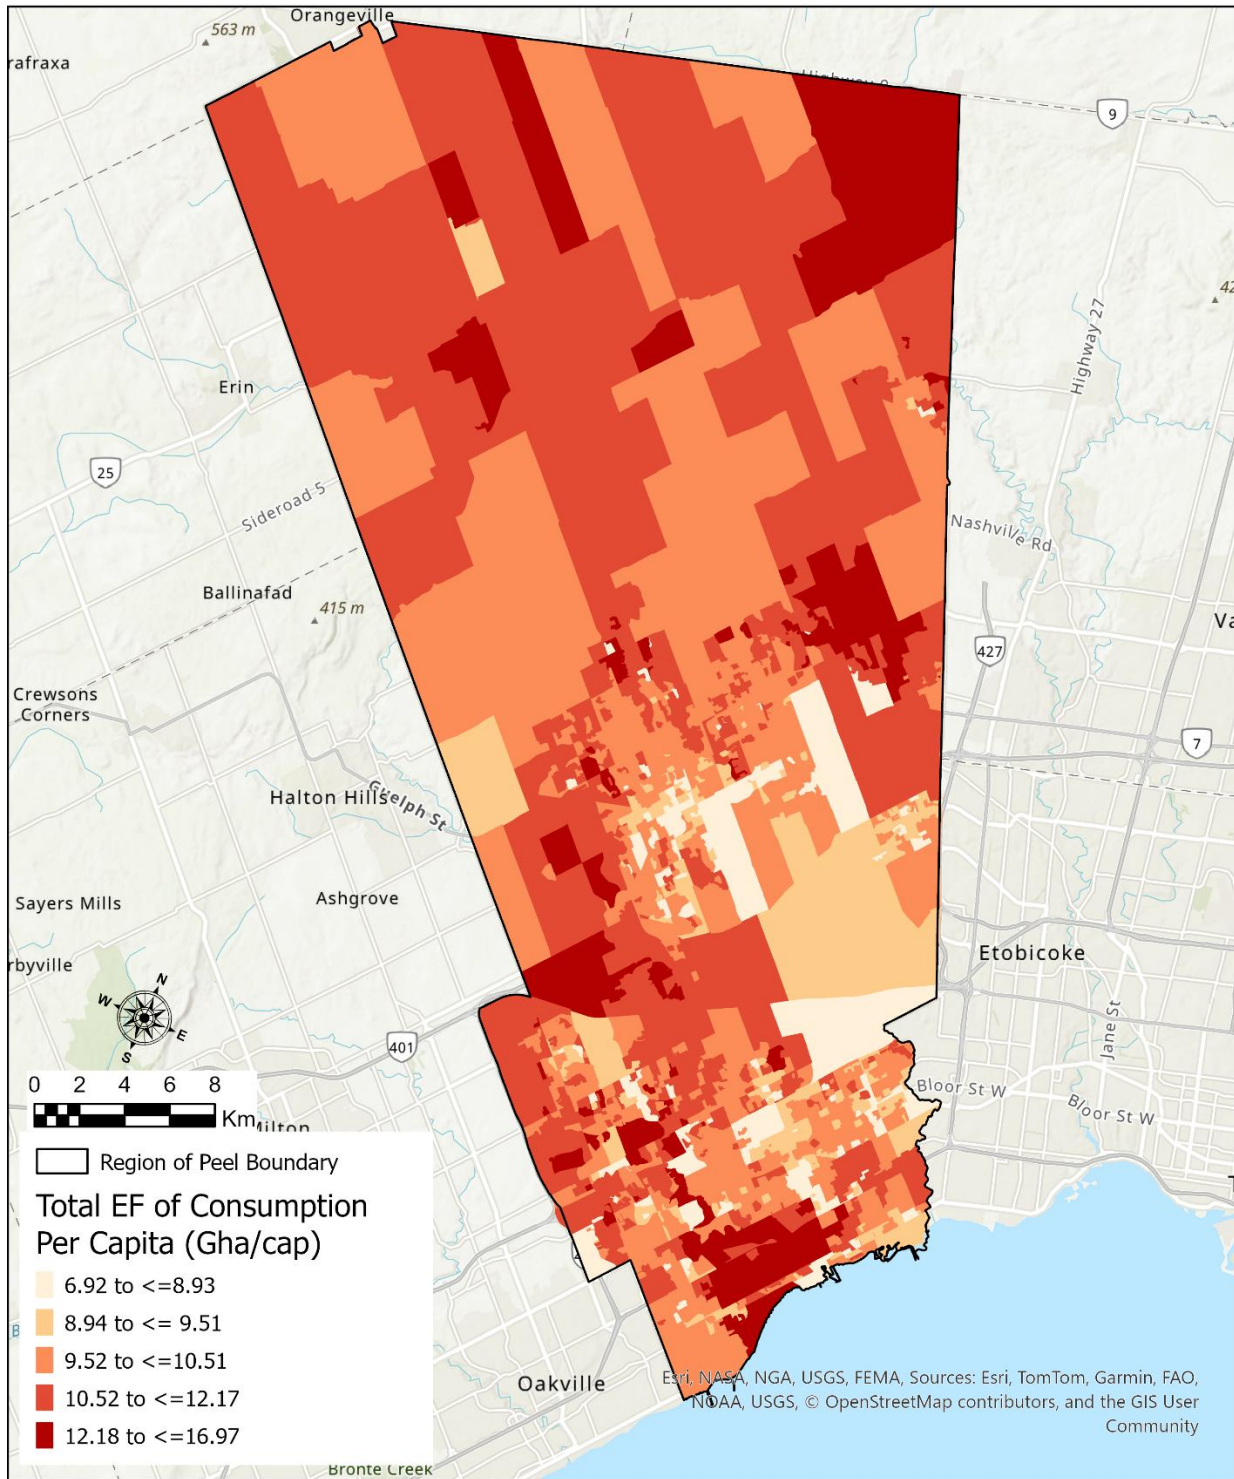 Orangeville
563 m
rafraxa
Highway 9
9
Highway 27
42
Erin
25
Sideroad 5
Nashville Rd
Ballinafad
415 m
Va
427
Crewsons
Corners
7
Halton Hills
Guelph St
Ashgrove
Sayers Mills
Etobicoke
rbyville
N
W
E
S
401
Jane St
0 2 4 6 8
Km
Bloor St W
Bloor St W
Milton
Region of Peel Boundary
Total EF of Consumption
Per Capita (Gha/cap)
6.92 to <=8.93
8.94 to <= 9.51
9.52 to <=10.51
10.52 to <=12.17
12.18 to <=16.97
Oakville
Esri, NASA, NGA, USGS, FEMA, Sources: Esri, TomTom, Garmin, FAO,
NOAA, USGS, © OpenStreetMap contributors, and the GIS User
Community
Bronte Creek